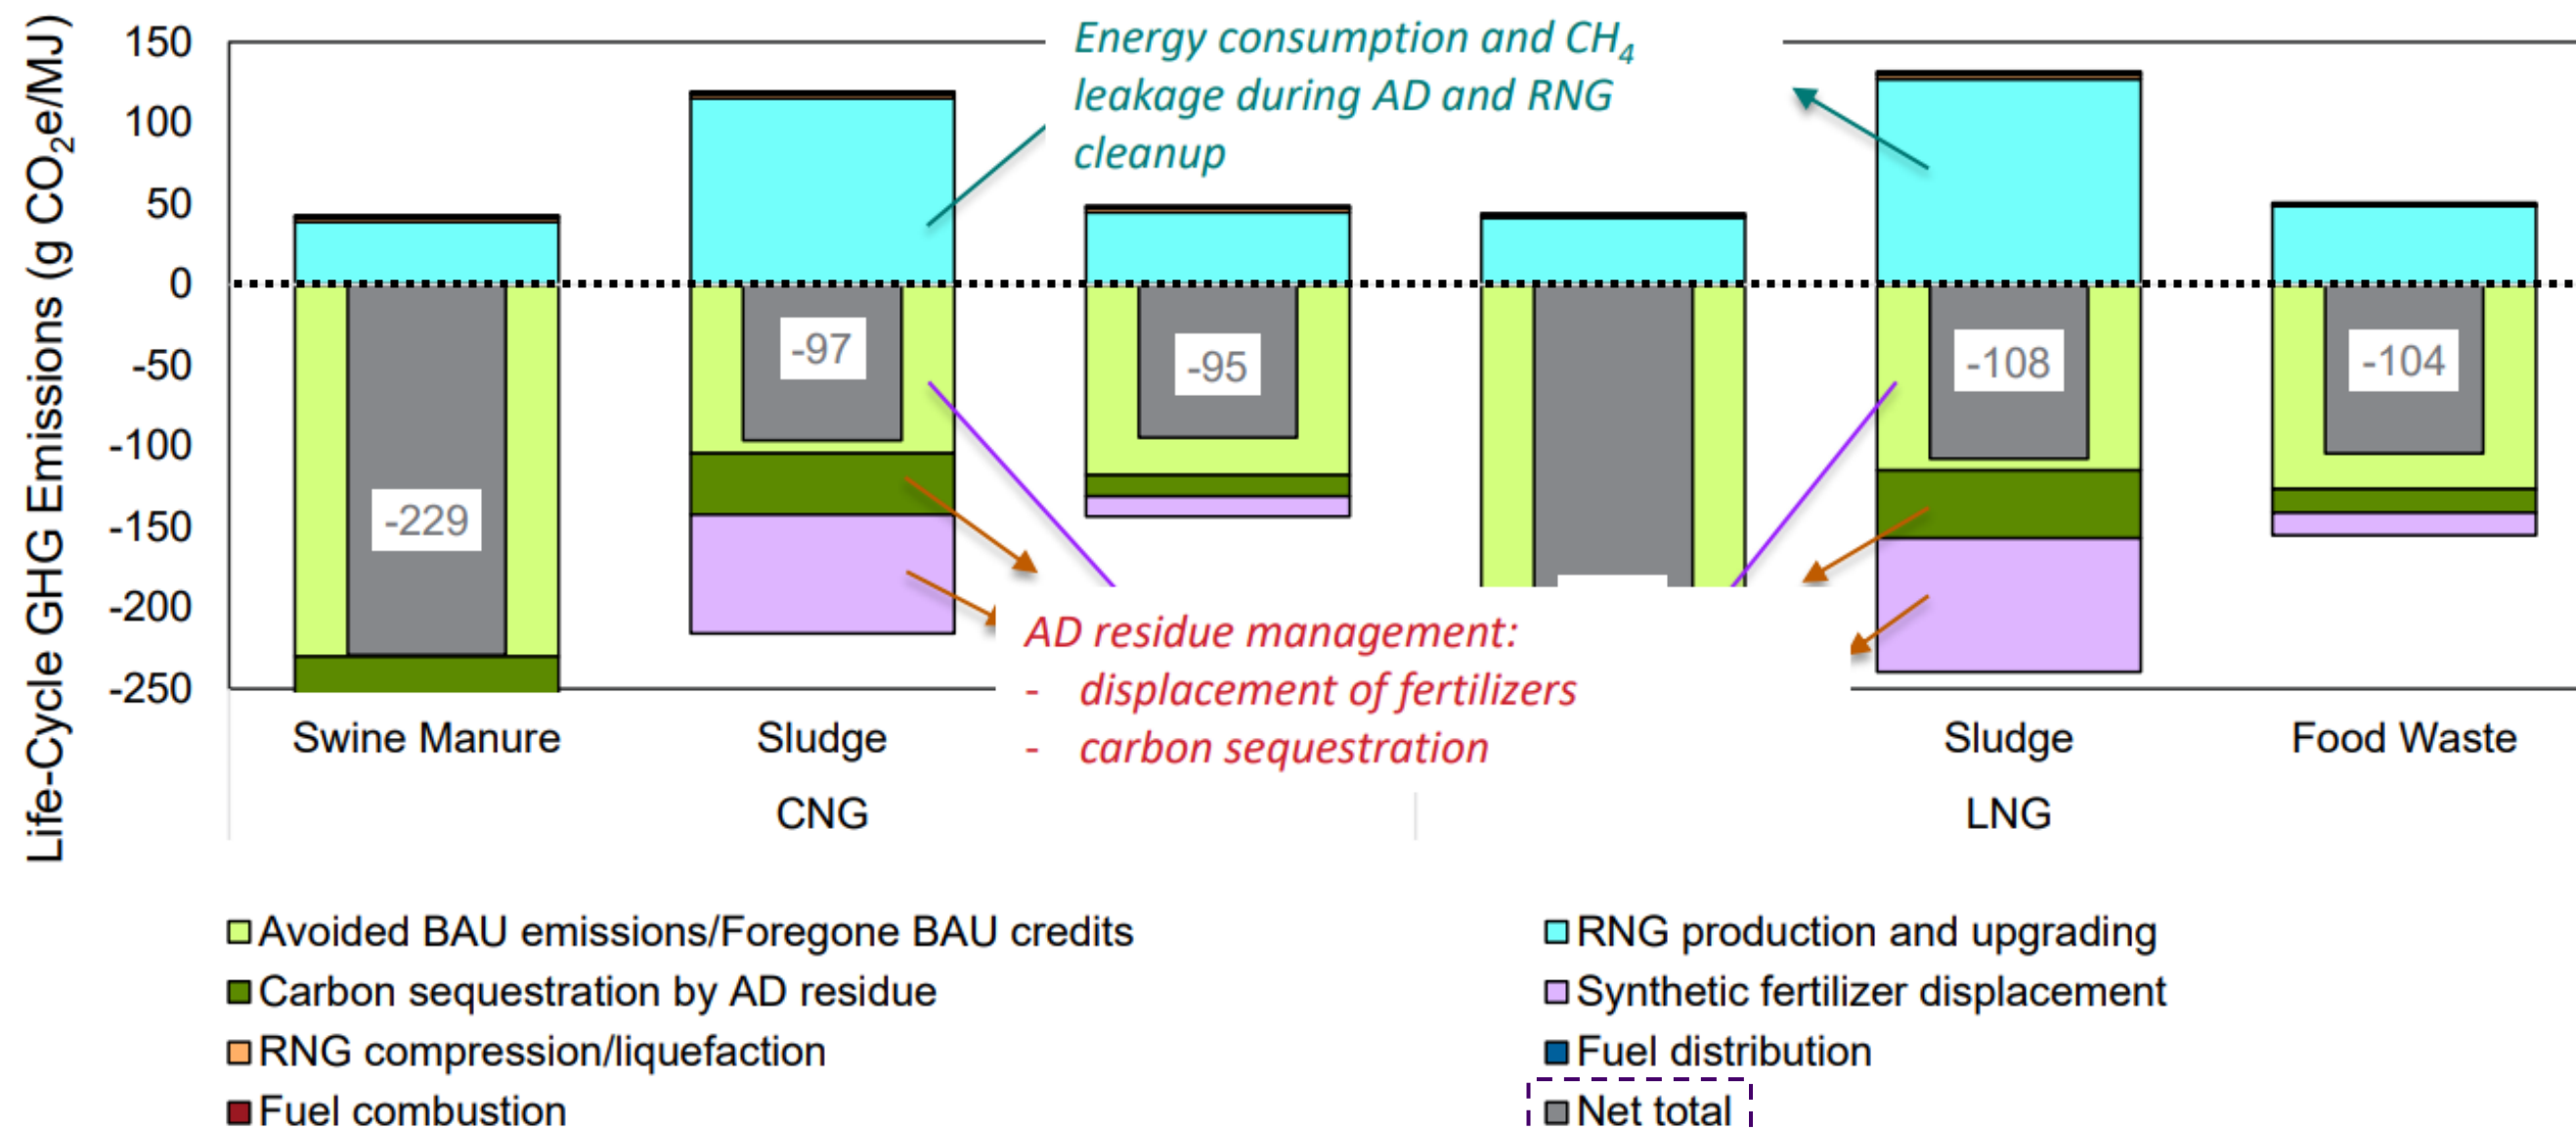 Life-Cycle GHG Emissions (g CO₂e/MJ)
150
100
50
0
-50
-100
-150
-200
-250
Energy consumption and CH₄
leakage during AD and RNG
cleanup
-229
-97
-95
-108
-104
AD residue management:
- displacement of fertilizers
- carbon sequestration
Swine Manure
Sludge
Sludge
Food Waste
CNG
LNG
Avoided BAU emissions/Foregone BAU credits
RNG production and upgrading
Carbon sequestration by AD residue
Synthetic fertilizer displacement
RNG compression/liquefaction
Fuel distribution
Fuel combustion
Net total